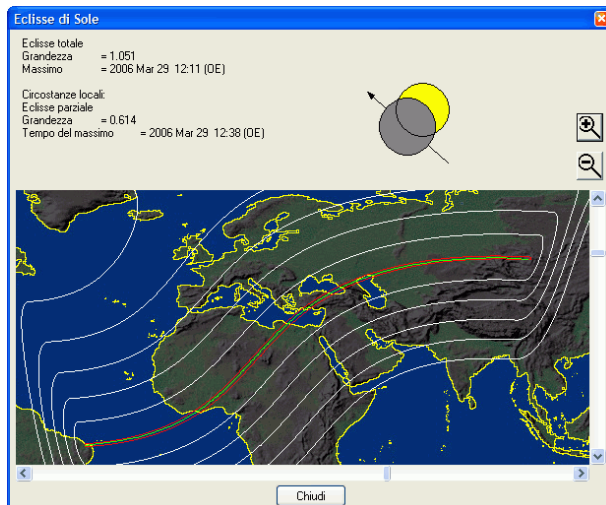 Eclisse di Sole
Eclisse totale
Grandezza = 1.051
Massimo = 2006 Mar 29 12:11 (OE)
Circostanze locali:
Eclisse parziale
Grandezza = 0.614
Tempo del massimo = 2006 Mar 29 12:38 (OE)
Chiudi